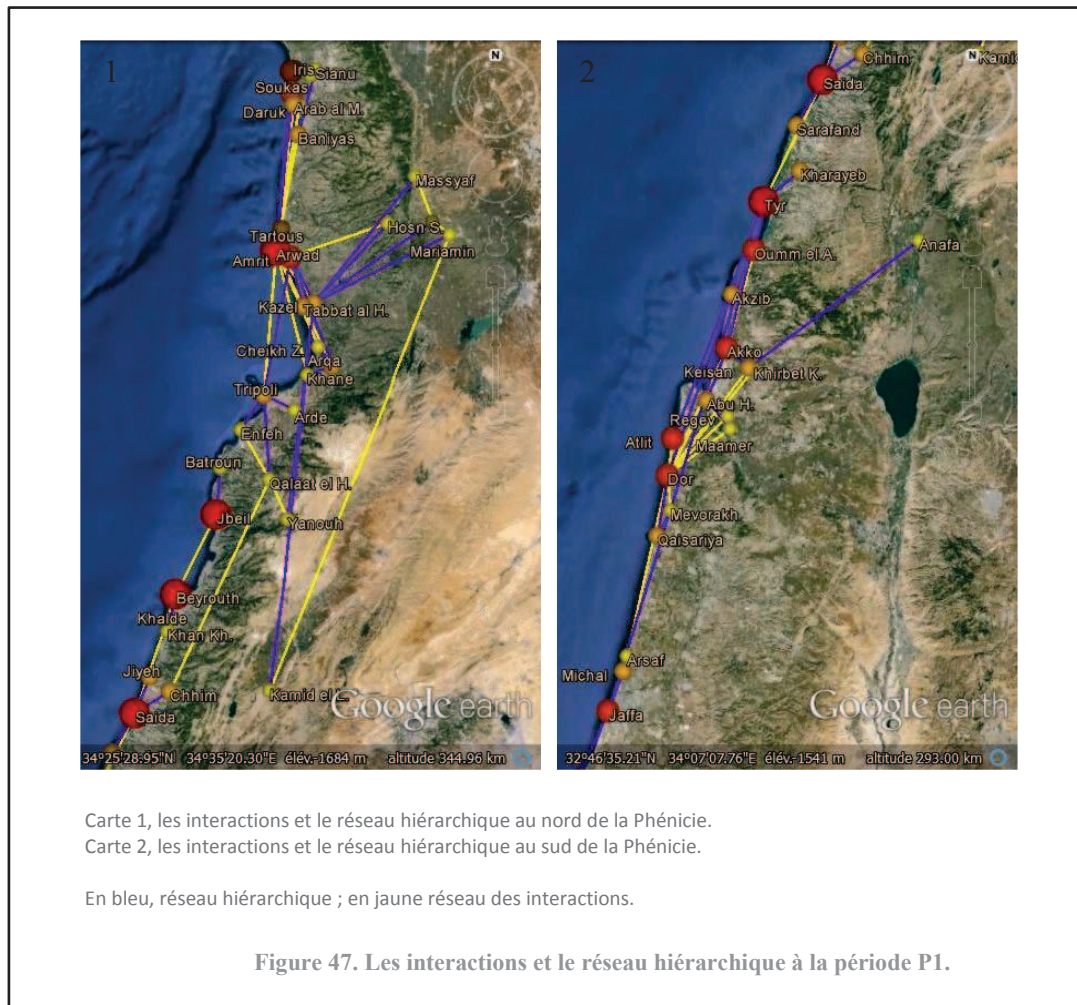 1
N
Iris
Sianu
Soukas
Daruk
Arab al M.
Baniyas
Massyaf
Hosn S.
Tartous
Arwad
Mariamin
Amrit
Kazel
Tabbat al H.
Cheikh Z.
Arqa
Khane
Tripoli
Arde
Enfeh
Batroun
Qalaat el H.
Jbeil
Yanouh
Beyrouth
Khalde
Khan Kh.
Jiyeh
Chhim
Kamid el L.
Saida
Google earth
34°25'28.95"N 34°35'20.30"E élév.-1684 m altitude 344.96 km
2
N
Chhim
Kamid
Saida
Sarafand
Kharayeb
Tyr
Oumm el A.
Anafa
Akzib
Akko
Keisan
Khirbet K.
Abu H.
Regev
Atlit
Maamer
Dor
Mevorakh
Qaisariya
Arsaf
Michal
Jaffa
Google earth
32°46'35.21"N 34°07'07.76"E élév.-1541 m altitude 293.00 km
Carte 1, les interactions et le réseau hiérarchique au nord de la Phénicie.
Carte 2, les interactions et le réseau hiérarchique au sud de la Phénicie.
En bleu, réseau hiérarchique ; en jaune réseau des interactions.
Figure 47. Les interactions et le réseau hiérarchique à la période P1.